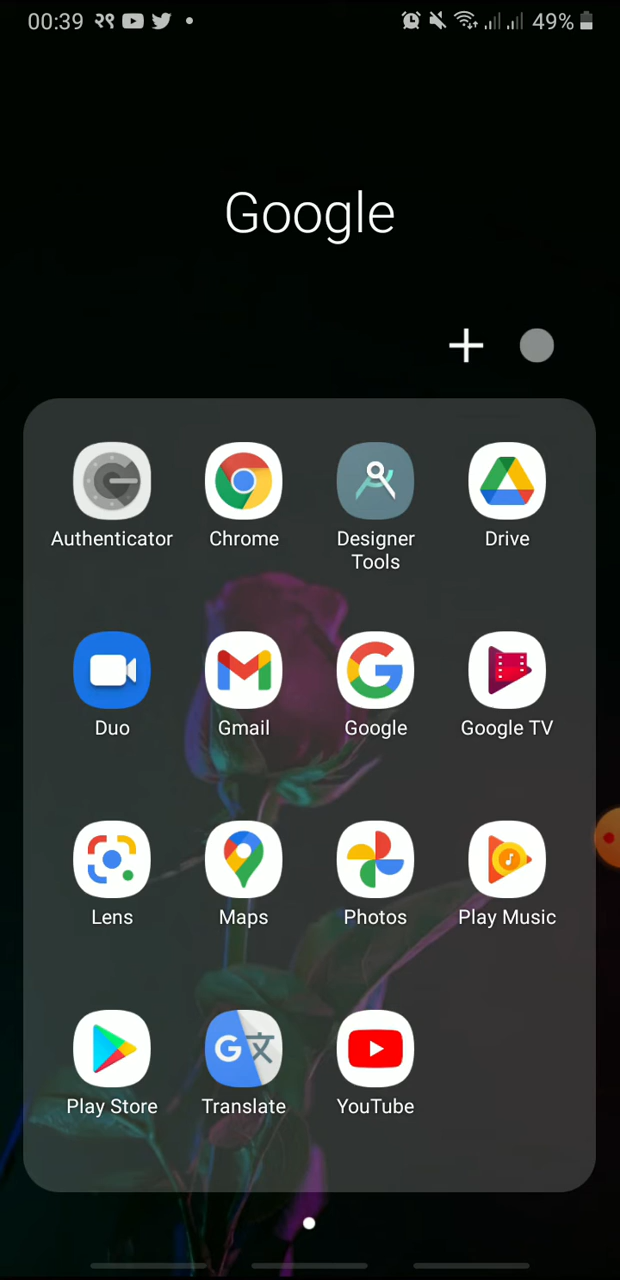 00:39 २९ 49%
Google
Authenticator Chrome Designer Tools Drive
Duo Gmail Google Google TV
Lens Maps Photos Play Music
Play Store Translate YouTube